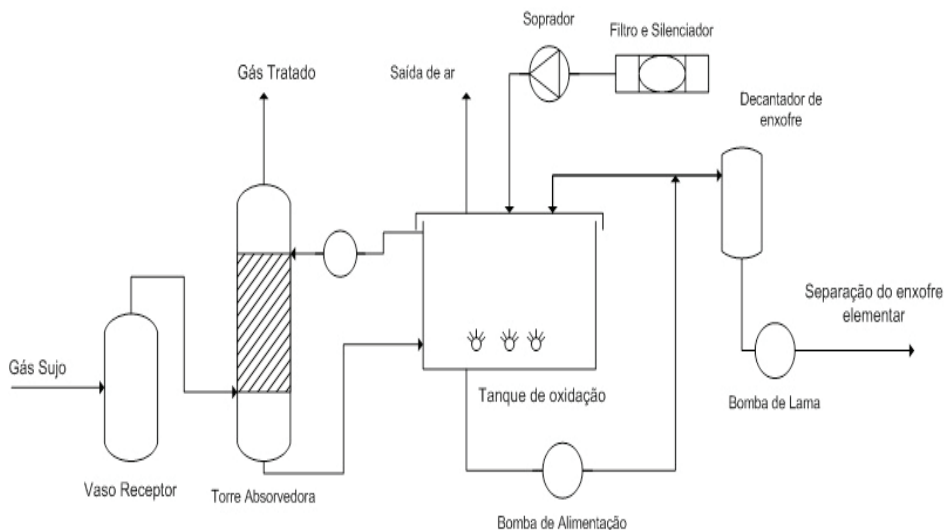 Soprador
Filtro e Silenciador
Gás Tratado
Saída de ar
Decantador de
enxofre
Separação do enxofre
elementar
Gás Sujo
Tanque de oxidação
Bomba de Lama
Vaso Receptor
Torre Absorvedora
Bomba de Alimentação